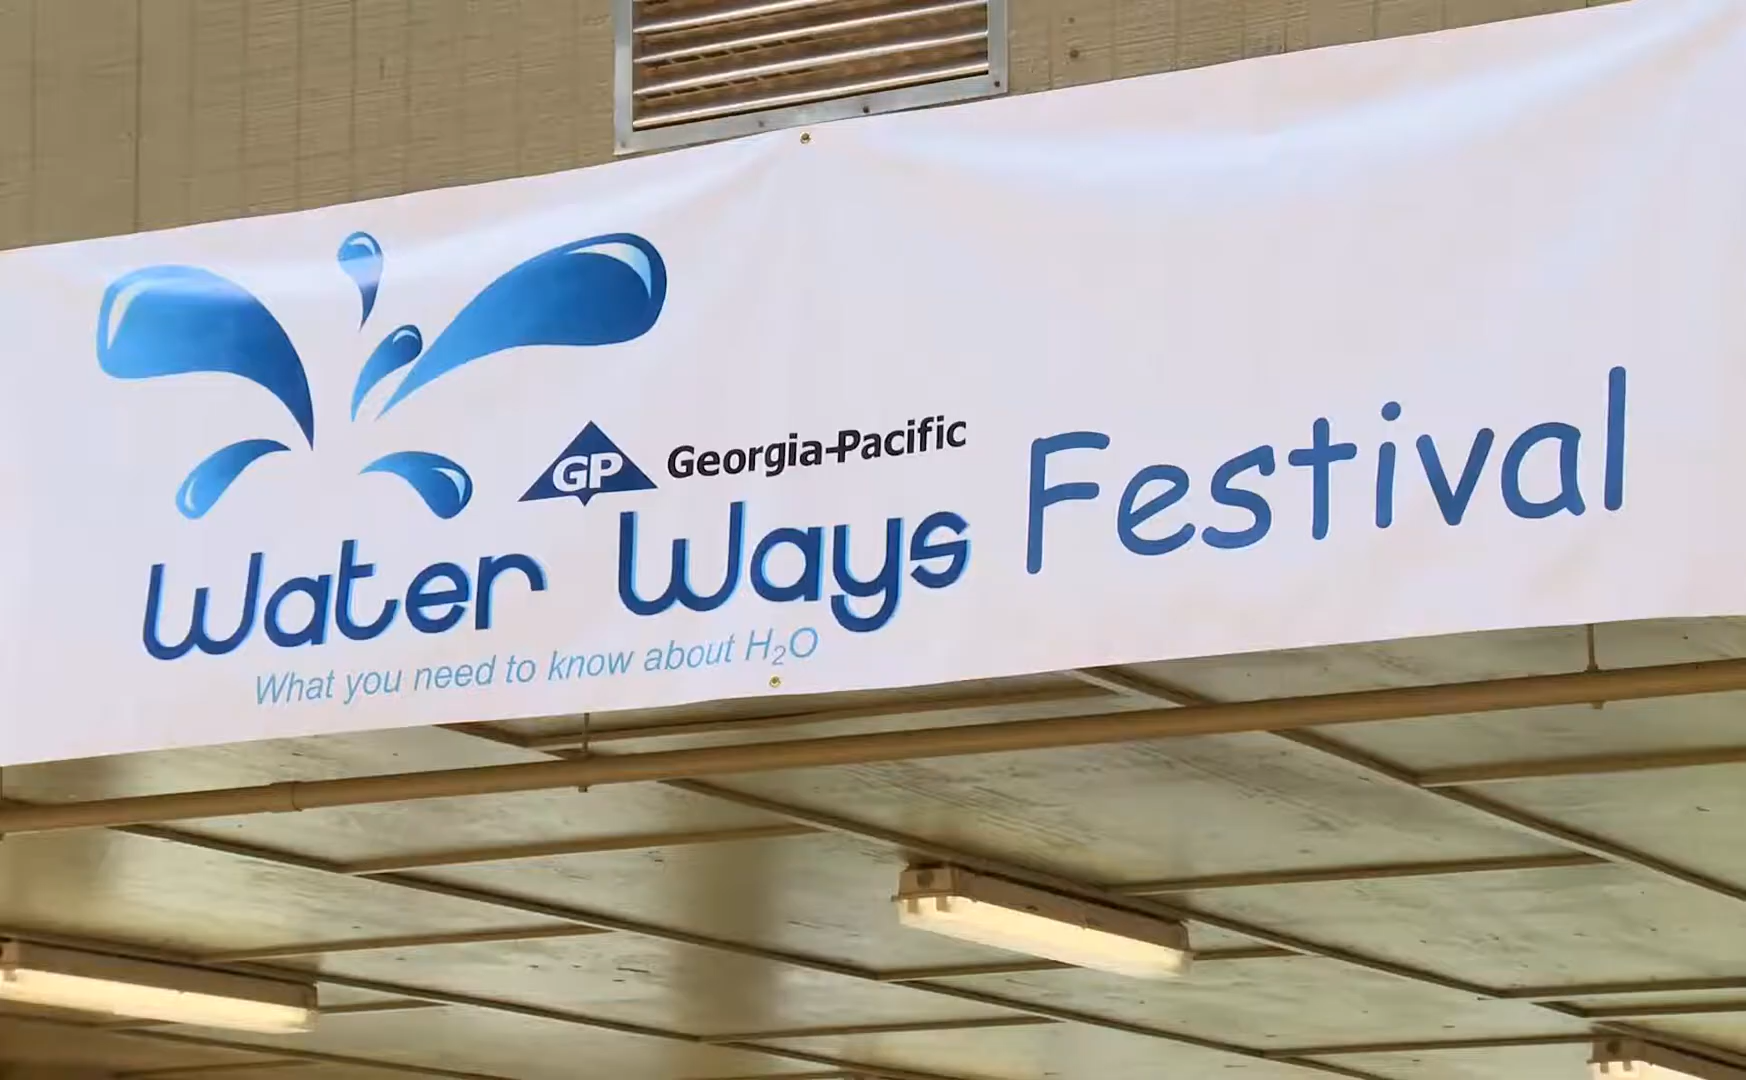 GP Georgia-Pacific
Water Ways Festival
What you need to know about H₂O